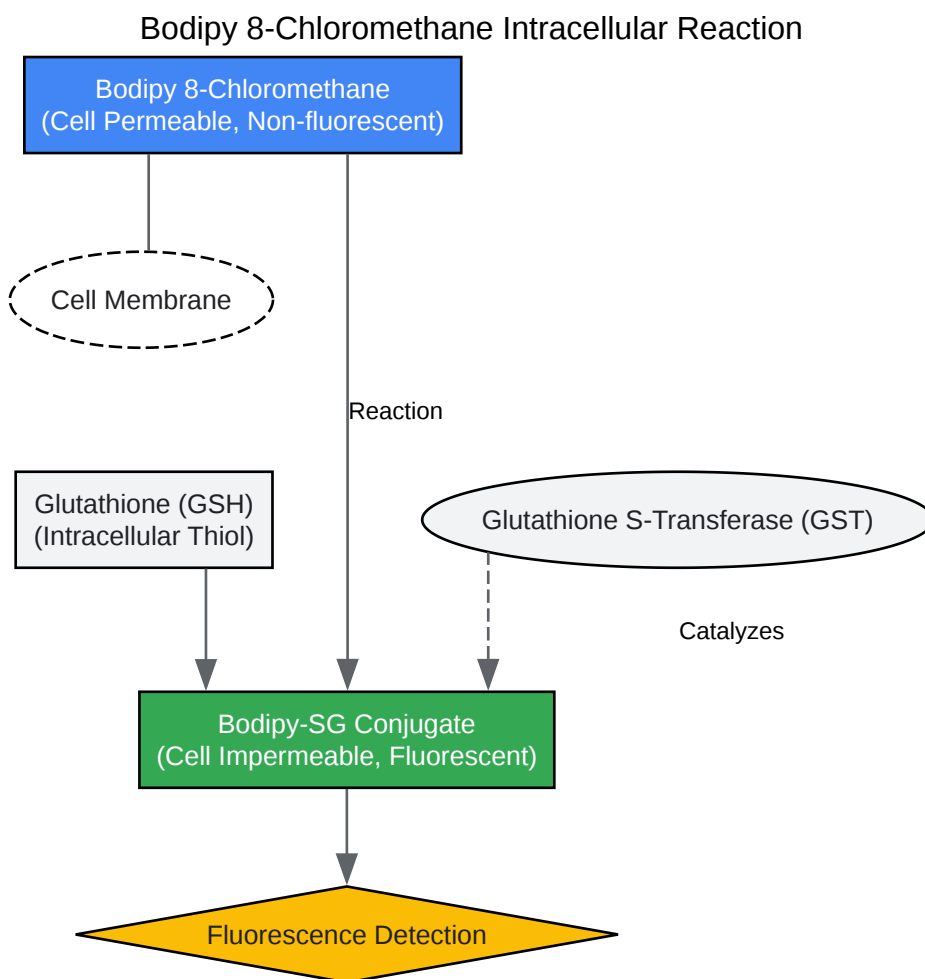 Bodipy 8-Chloromethane Intracellular Reaction
Bodipy 8-Chloromethane
(Cell Permeable, Non-fluorescent)
Cell Membrane
Reaction
Glutathione (GSH)
(Intracellular Thiol)
Glutathione S-Transferase (GST)
Catalyzes
Bodipy-SG Conjugate
(Cell Impermeable, Fluorescent)
Fluorescence Detection